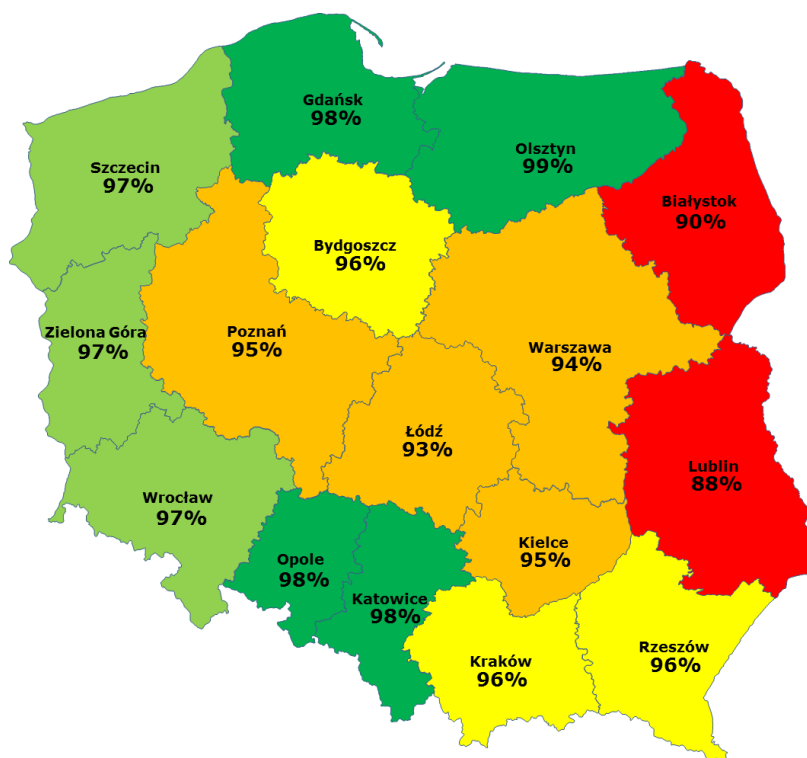 Gdańsk
98%
Olsztyn
99%
Szczecin
97%
Białystok
90%
Bydgoszcz
96%
Zielona Góra
97%
Poznań
95%
Warszawa
94%
Łódź
93%
Lublin
88%
Wrocław
97%
Kielce
95%
Opole
98%
Katowice
98%
Kraków
96%
Rzeszów
96%